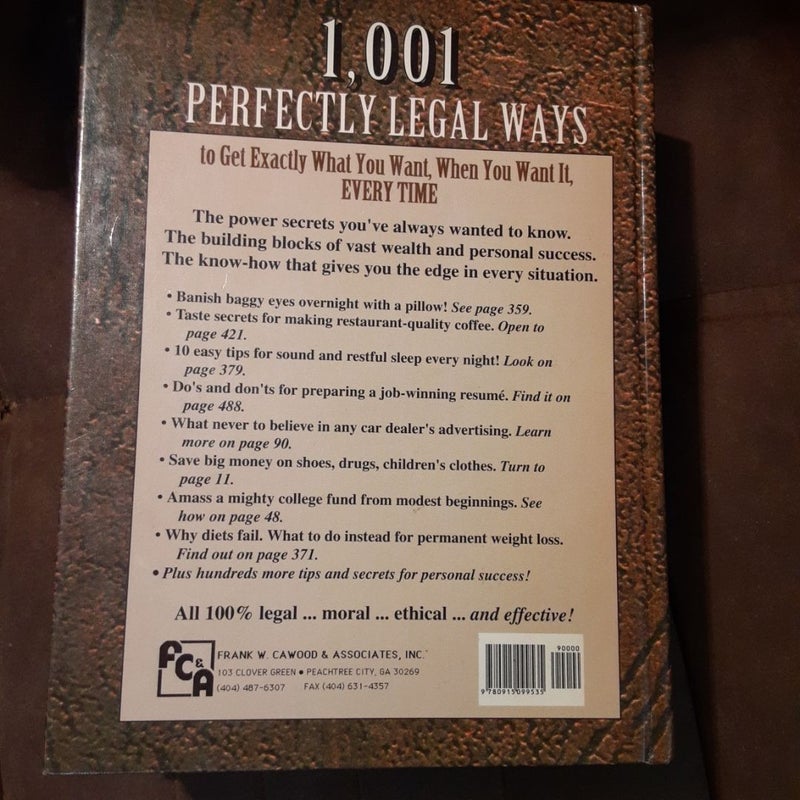 1,001
PERFECTLY LEGAL WAYS
to Get Exactly What You Want, When You Want It,
EVERY TIME
The power secrets you've always wanted to know.
The building blocks of vast wealth and personal success.
The know-how that gives you the edge in every situation.
• Banish baggy eyes overnight with a pillow! See page 359.
• Taste secrets for making restaurant-quality coffee. Open to
page 421.
• 10 easy tips for sound and restful sleep every night! Look on
page 379.
• Do's and don'ts for preparing a job-winning resumé. Find it on
page 488.
• What never to believe in any car dealer's advertising. Learn
more on page 90.
• Save big money on shoes, drugs, children's clothes. Turn to
page 11.
• Amass a mighty college fund from modest beginnings. See
how on page 48.
• Why diets fail. What to do instead for permanent weight loss.
Find out on page 371.
• Plus hundreds more tips and secrets for personal success!
All 100% legal ... moral ... ethical ... and effective!
FC&A
FRANK W. CAWOOD & ASSOCIATES, INC.
103 CLOVER GREEN • PEACHTREE CITY, GA 30269
(404) 487-6307 FAX (404) 631-4357
90000
9 780915 099535